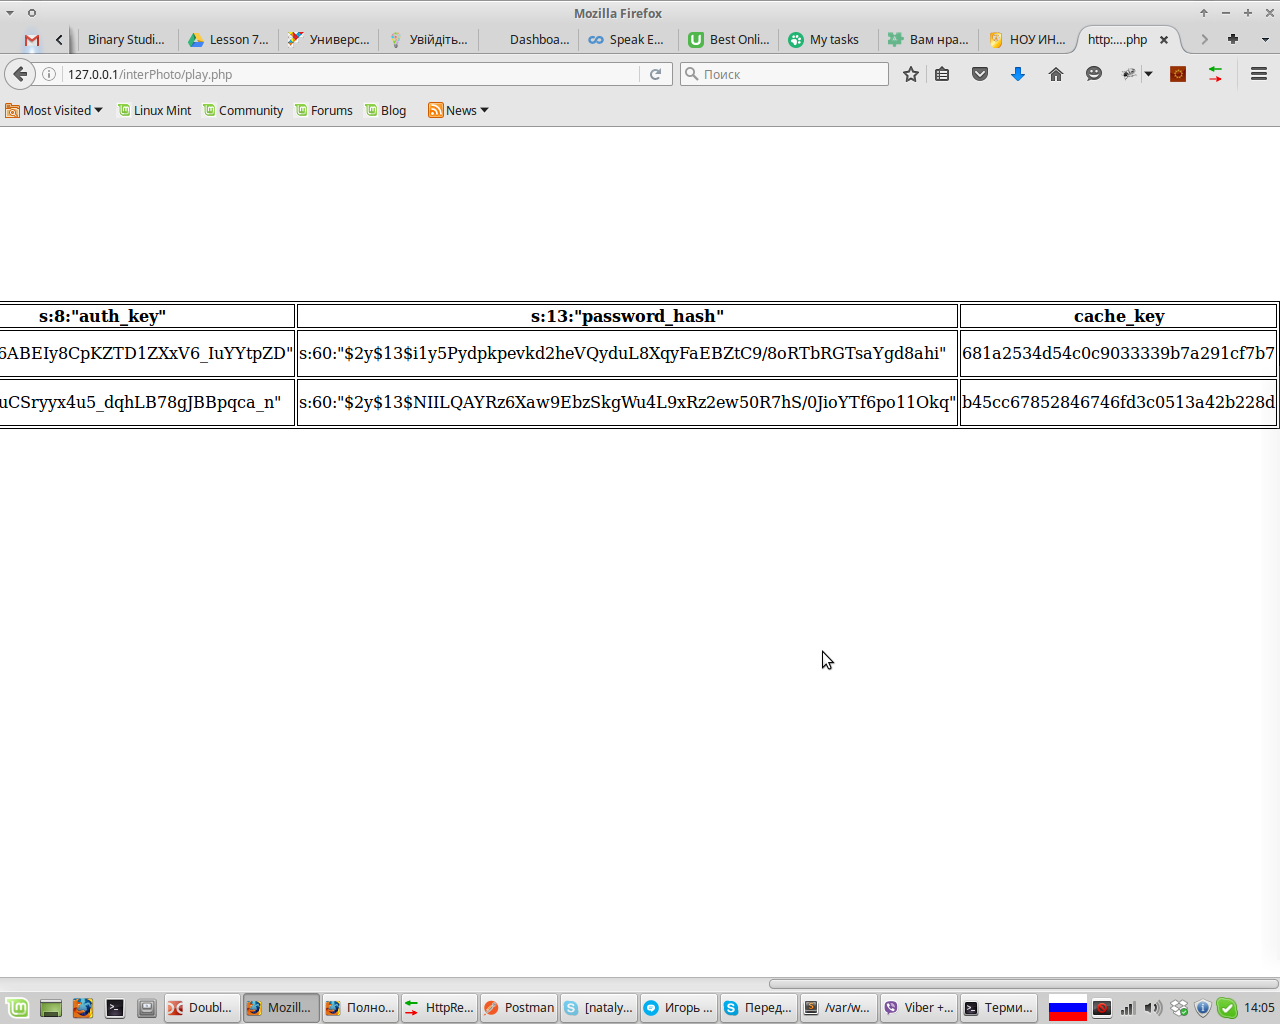 Mozilla Firefox
Binary Studi... Lesson 7... Универс... Увійдіть... Dashboa... Speak E... Best Onli... My tasks Вам нра... НОУ ИН... http:....php
127.0.0.1/interPhoto/play.php Поиск
Most Visited Linux Mint Community Forums Blog News
s:8:"auth_key" s:13:"password_hash" cache_key
6ABEIy8CpKZTD1ZXxV6_IuYYtpZD" s:60:"$2y$13$i1y5Pydpkpevkd2heVQyduL8XqyFaEBZtC9/8oRTbRGTsaYgd8ahi" 681a2534d54c0c9033339b7a291cf7b7
uCSryyx4u5_dqhLB78gJBBpqca_n" s:60:"$2y$13$NIILQAYRz6Xaw9EbzSkgWu4L9xRz2ew50R7hS/0JioYTf6po11Okq" b45cc67852846746fd3c0513a42b228d
Doubl... Mozill... Полно... HttpRe... Postman [nataly... Игорь ... Перед... /var/w... Viber +... Терми... 14:05